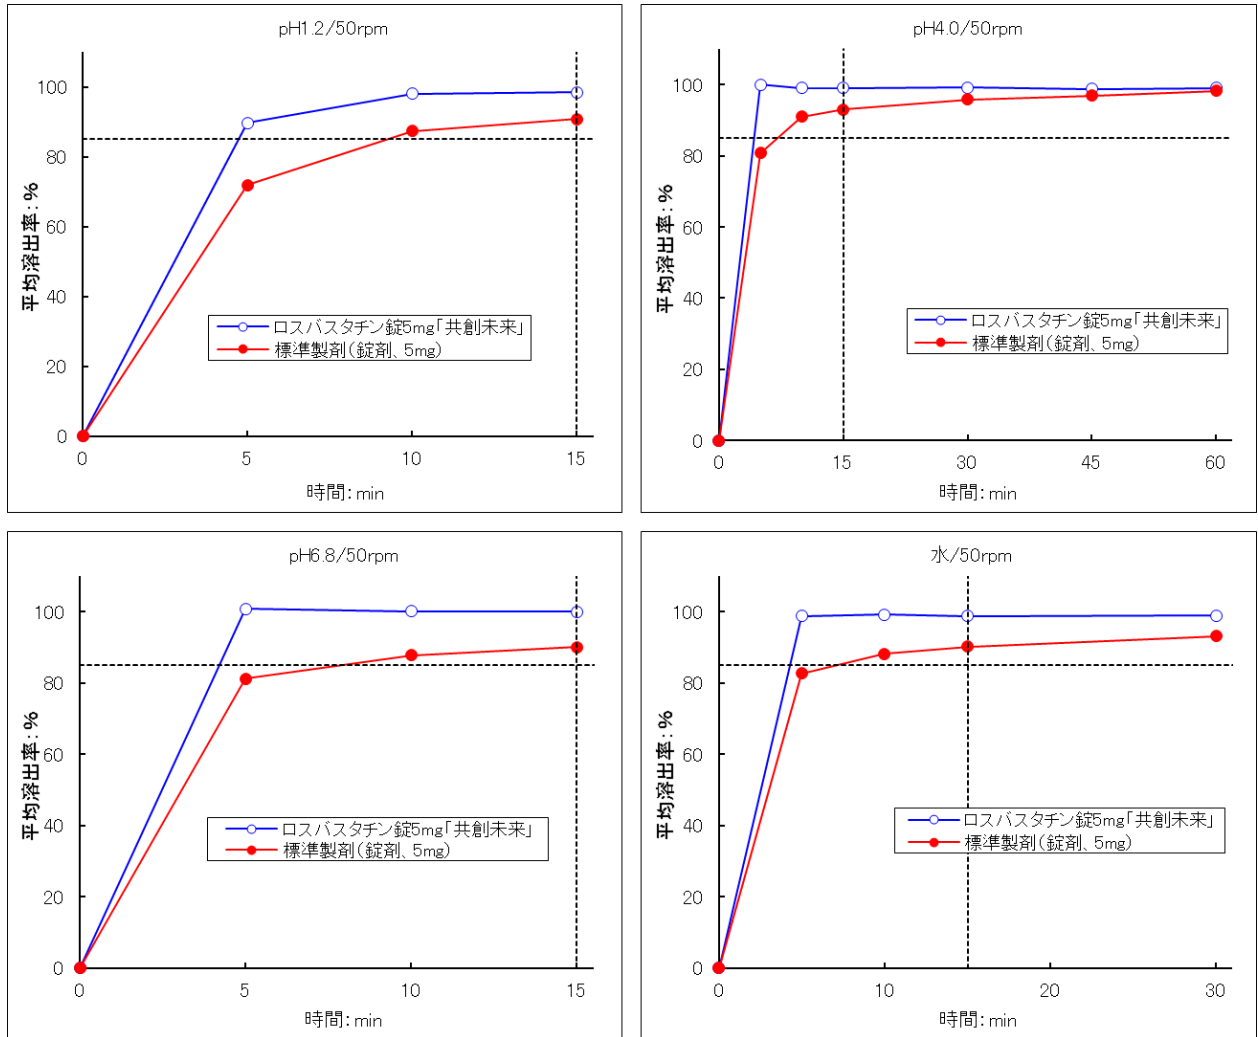 pH1.2/50rpm
平均溶出率：%
100
80
60
40
20
0
ロスバスタチン錠5mg「共創未来」
標準製剤（錠剤、5mg）
0 5 10 15
時間：min
pH4.0/50rpm
平均溶出率：%
100
80
60
40
20
0
ロスバスタチン錠5mg「共創未来」
標準製剤（錠剤、5mg）
0 15 30 45 60
時間：min
pH6.8/50rpm
平均溶出率：%
100
80
60
40
20
0
ロスバスタチン錠5mg「共創未来」
標準製剤（錠剤、5mg）
0 5 10 15
時間：min
水/50rpm
平均溶出率：%
100
80
60
40
20
0
ロスバスタチン錠5mg「共創未来」
標準製剤（錠剤、5mg）
0 10 20 30
時間：min